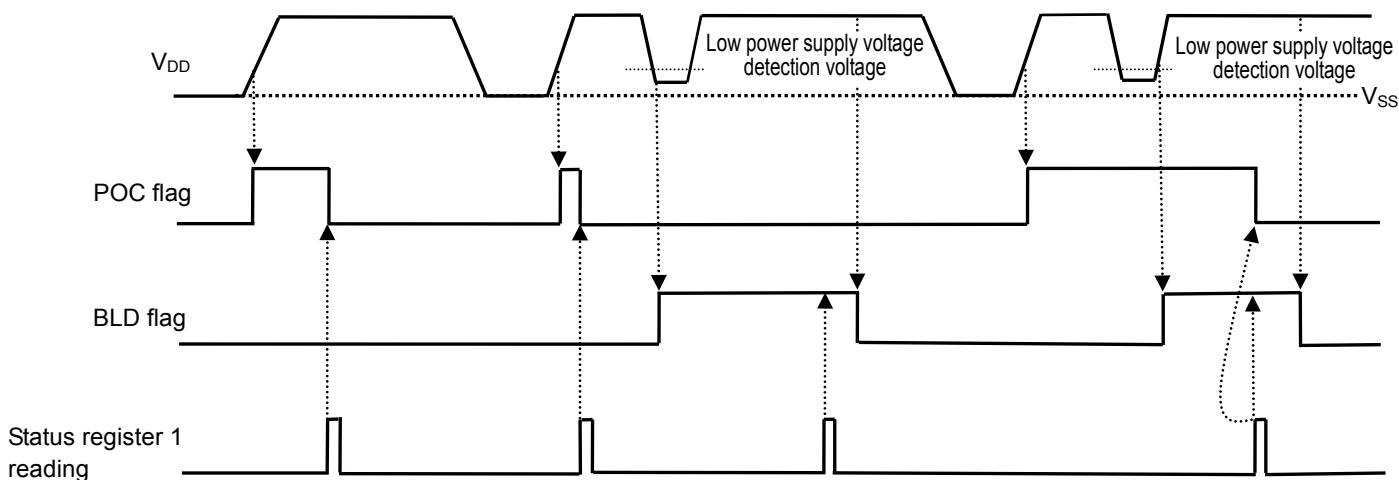 Low power supply voltage
detection voltage
Low power supply voltage
detection voltage
VDD
VSS
POC flag
BLD flag
Status register 1
reading